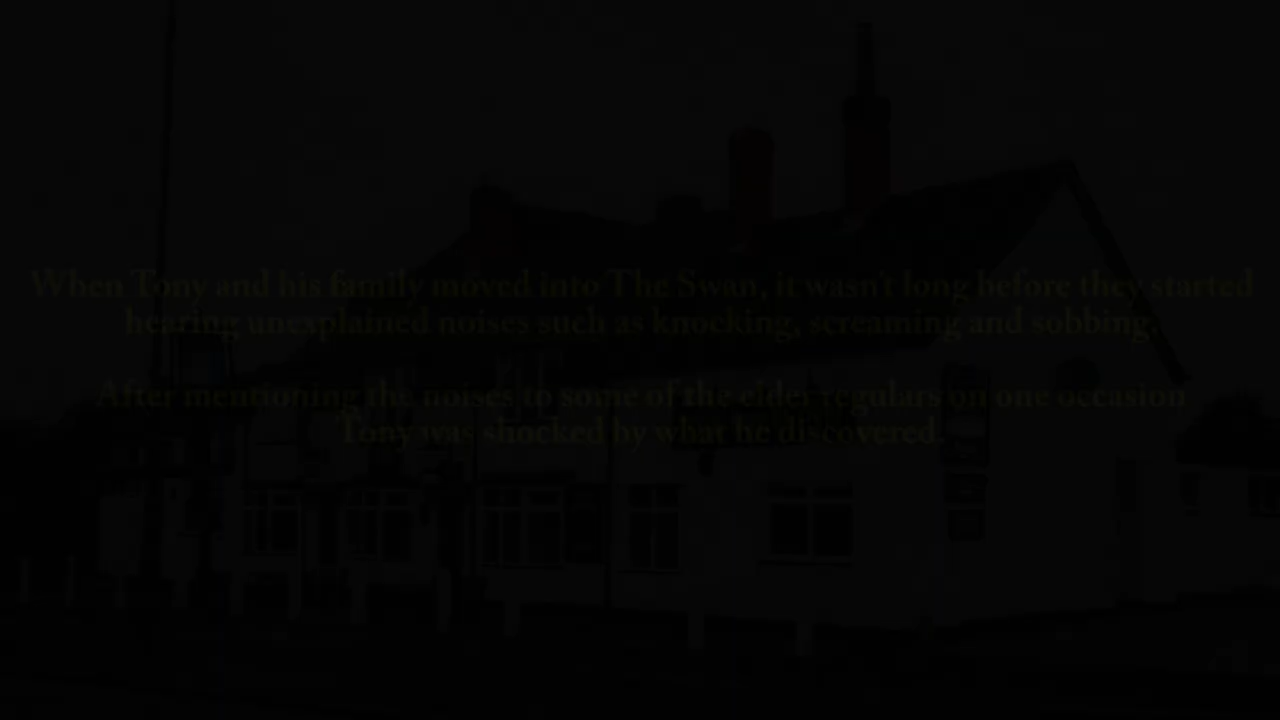 When Tony and his family moved into The Swan, it wasn't long before they started
hearing unexplained noises such as knocking, screaming and sobbing.
After mentioning the noises to some of the elder regulars on one occasion
Tony was shocked by what he discovered.